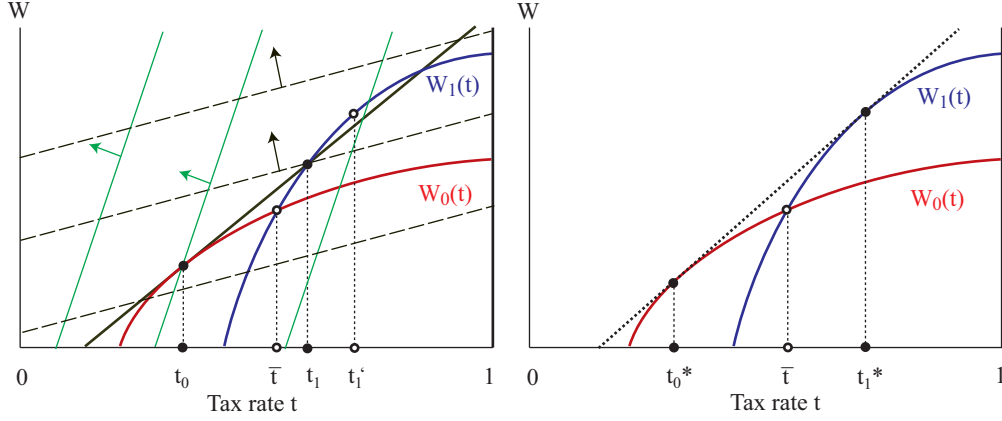 W
W₁(t)
W₀(t)
0
t₀
t̅
t₁
t₁‘
1
Tax rate t
W
W₁(t)
W₀(t)
0
t₀*
t̅
t₁*
1
Tax rate t